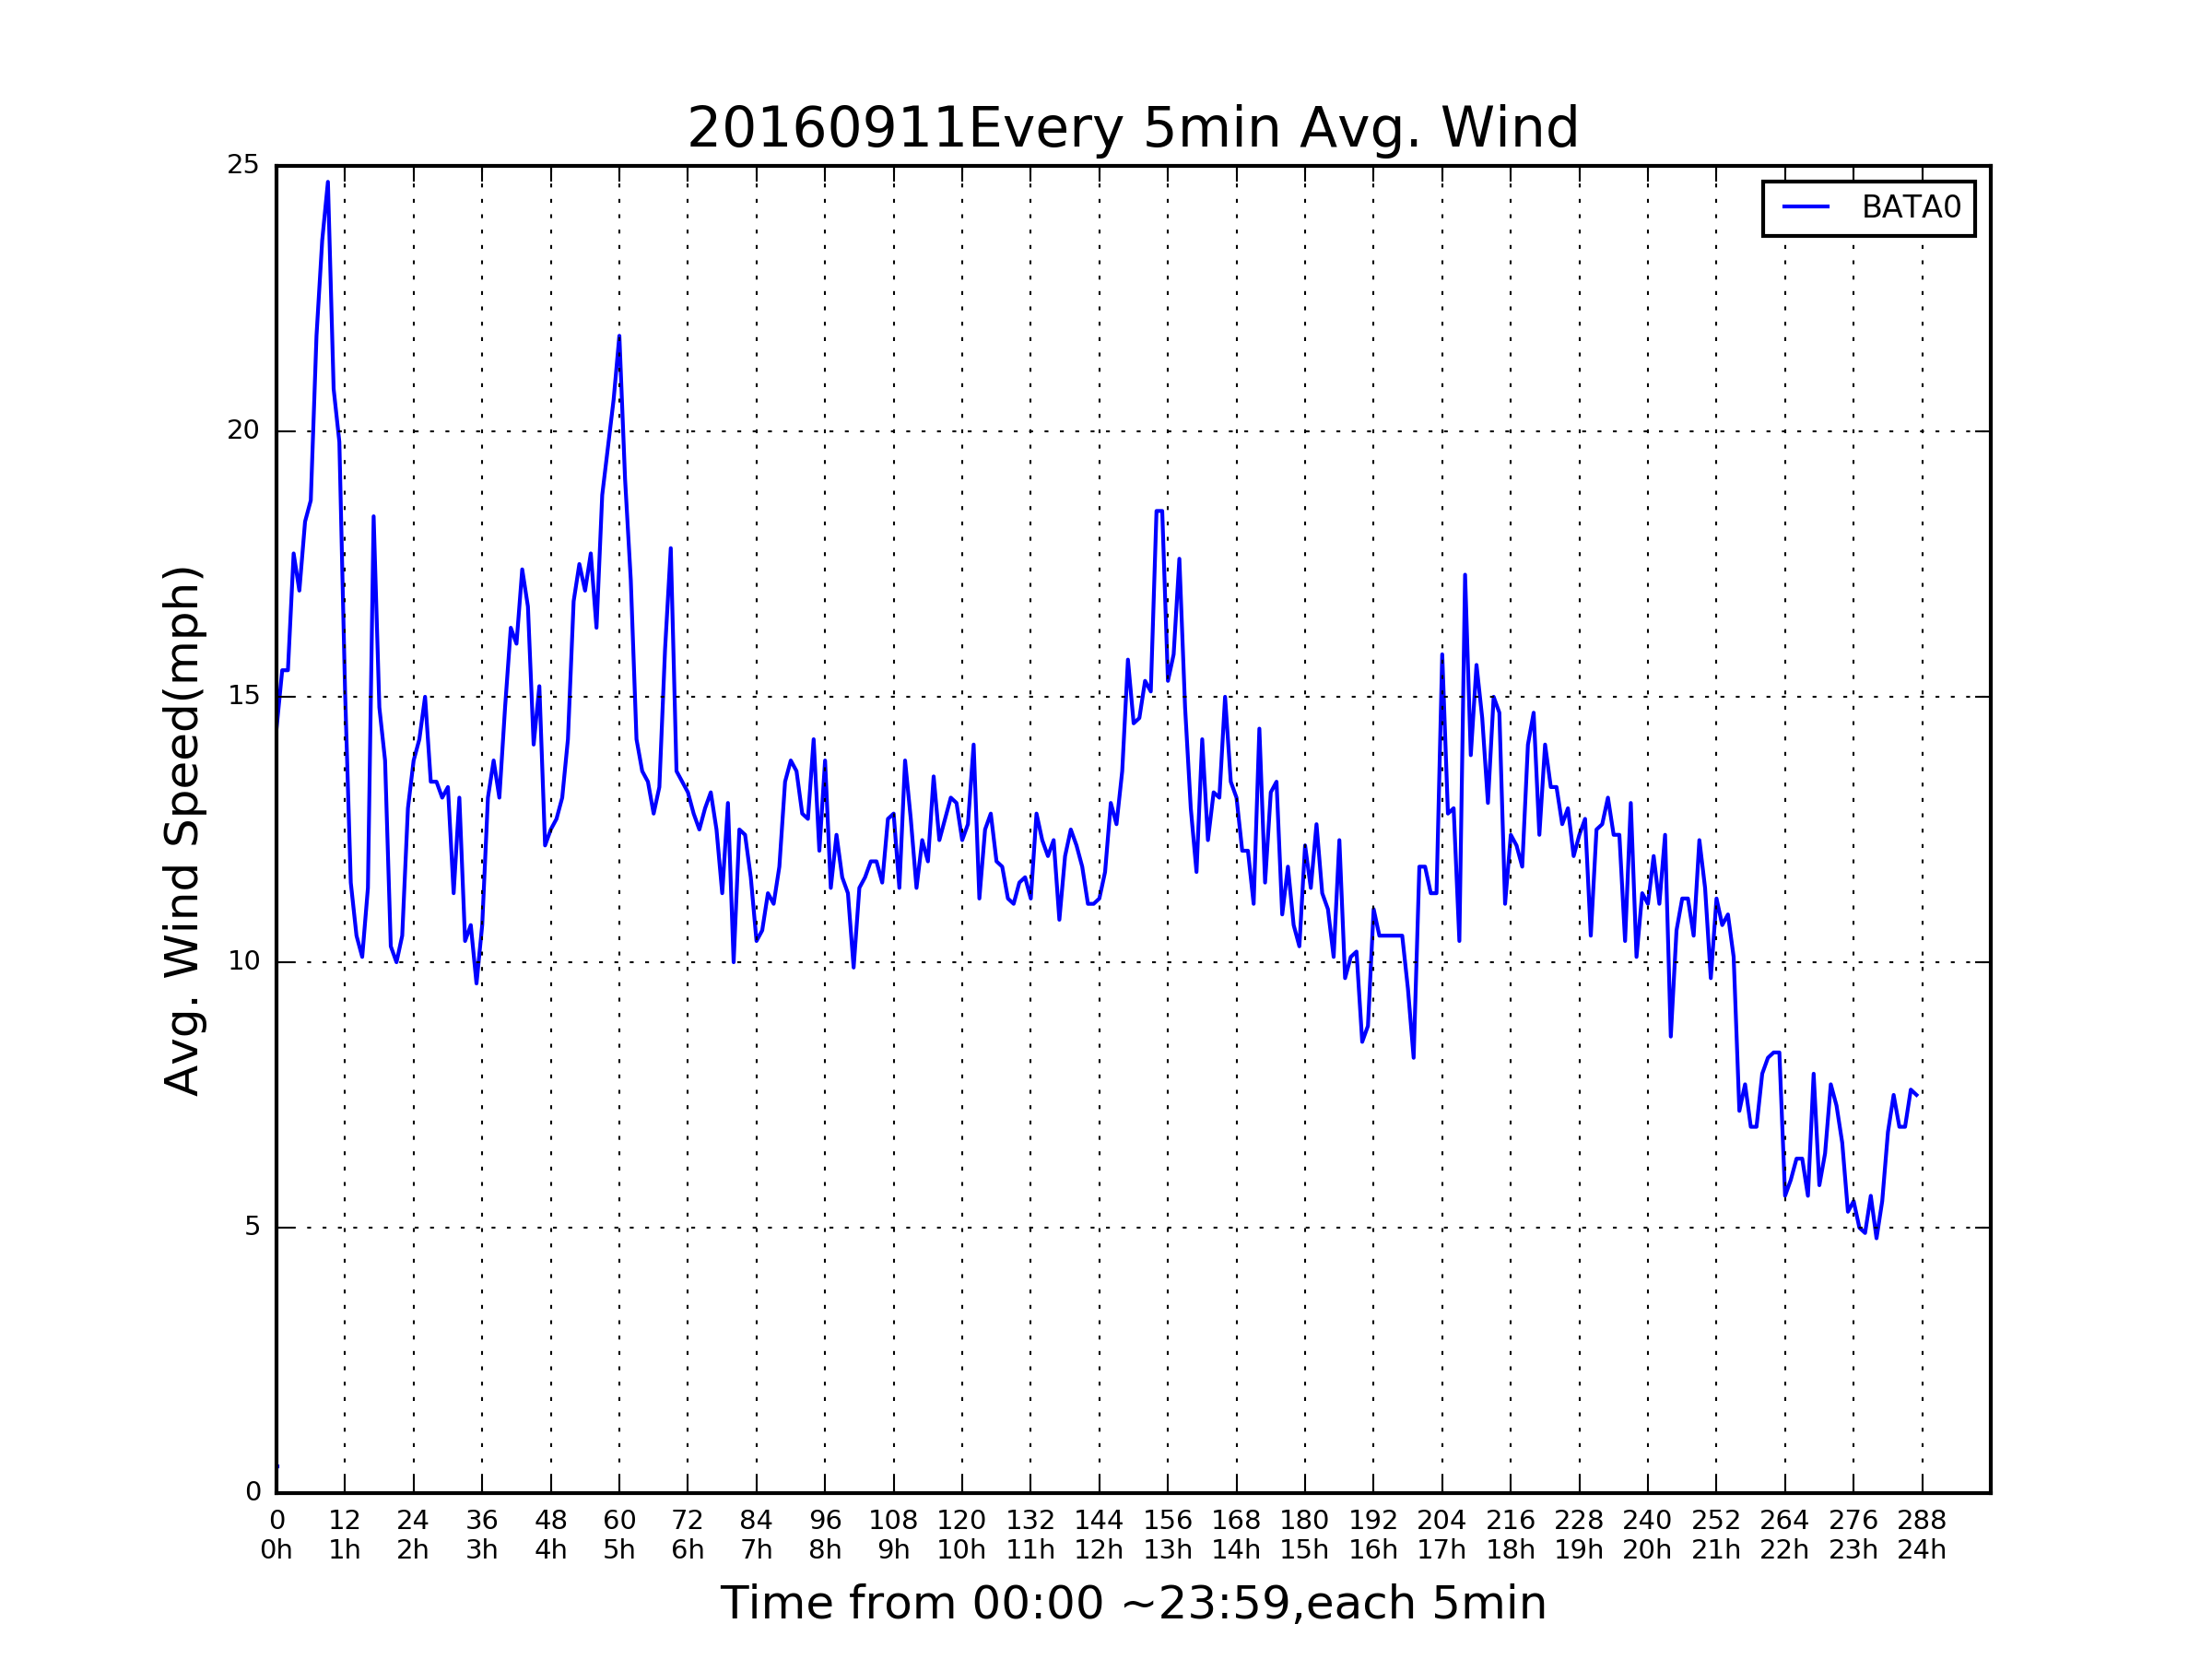 20160911Every 5min Avg. Wind
BATA0
25
20
15
10
5
0
Avg. Wind Speed(mph)
0 12 24 36 48 60 72 84 96 108 120 132 144 156 168 180 192 204 216 228 240 252 264 276 288
0h 1h 2h 3h 4h 5h 6h 7h 8h 9h 10h 11h 12h 13h 14h 15h 16h 17h 18h 19h 20h 21h 22h 23h 24h
Time from 00:00 ~23:59,each 5min